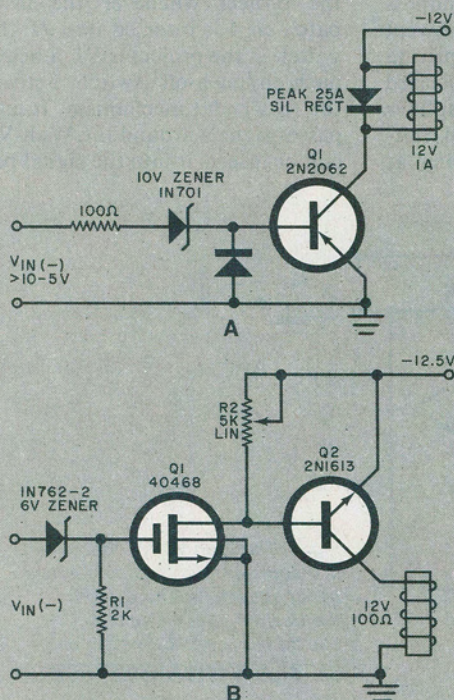 -12V
PEAK 25A
SIL RECT
12V
1A
Q1
2N2062
10V ZENER
1N701
100Ω
VIN(-)
>10-5V
A
-12.5V
R2
5K
LIN
Q2
2N1613
Q1
40468
1N762-2
6V ZENER
R1
2K
VIN(-)
12V
100Ω
B